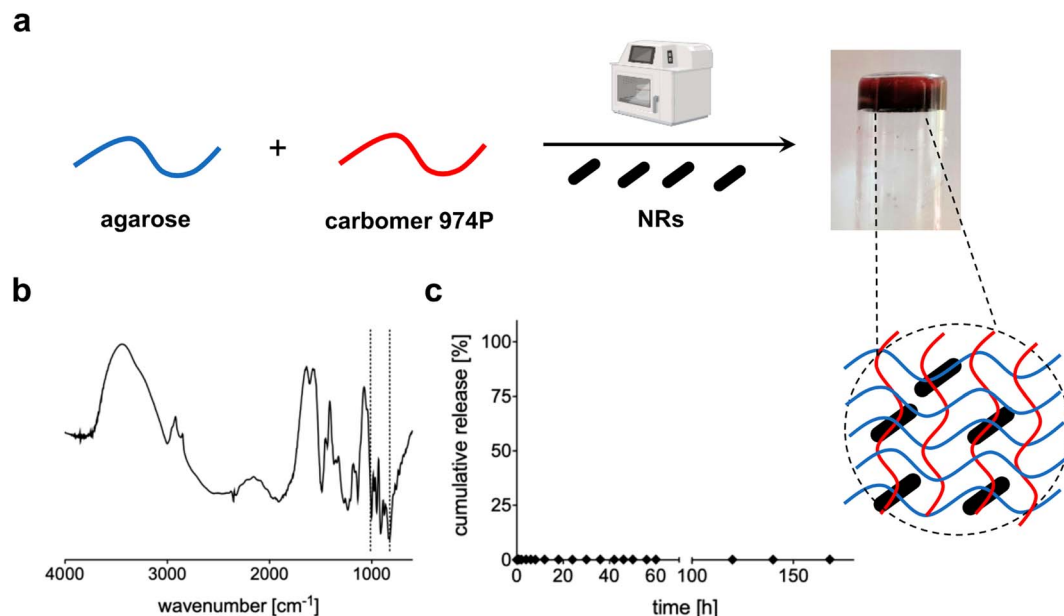 a
+
agarose
carbomer 974P
NRs
b
c
4000
3000
2000
1000
wavenumber [cm-1]
cumulative release [%]
100
75
50
25
0
0
20
40
60
100
150
time [h]